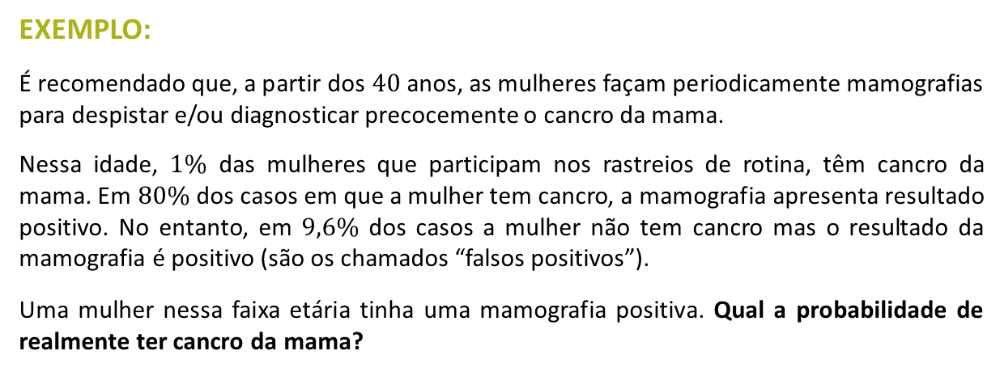 EXEMPLO:
É recomendado que, a partir dos 40 anos, as mulheres façam periodicamente mamografias
para despistar e/ou diagnosticar precocemente o cancro da mama.
Nessa idade, 1% das mulheres que participam nos rastreios de rotina, têm cancro da
mama. Em 80% dos casos em que a mulher tem cancro, a mamografia apresenta resultado
positivo. No entanto, em 9,6% dos casos a mulher não tem cancro mas o resultado da
mamografia é positivo (são os chamados “falsos positivos”).
Uma mulher nessa faixa etária tinha uma mamografia positiva. Qual a probabilidade de
realmente ter cancro da mama?